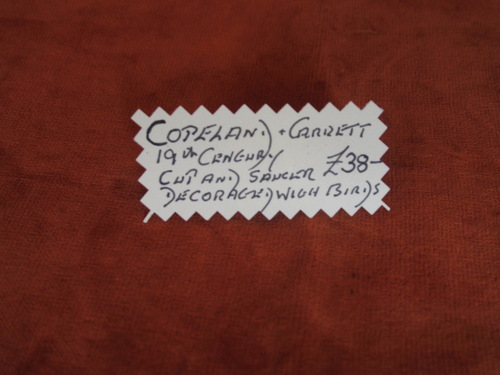 COPELAND + GARRETT
19th CENTURY
CUP AND SAUCER £38-
DECORATED WITH BIRDS